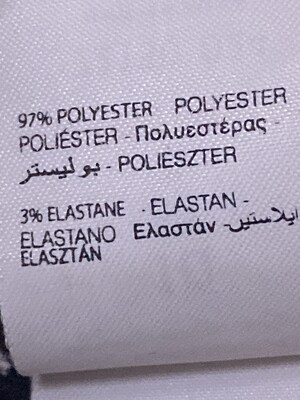 97% POLYESTER POLYESTER
POLIÉSTER - Πολυεστέρας -
بوليستر - POLIESZTER
3% ELASTANE - ELASTAN -
ELASTANO Ελαστάν - ايلاستين
ELASZTÁN